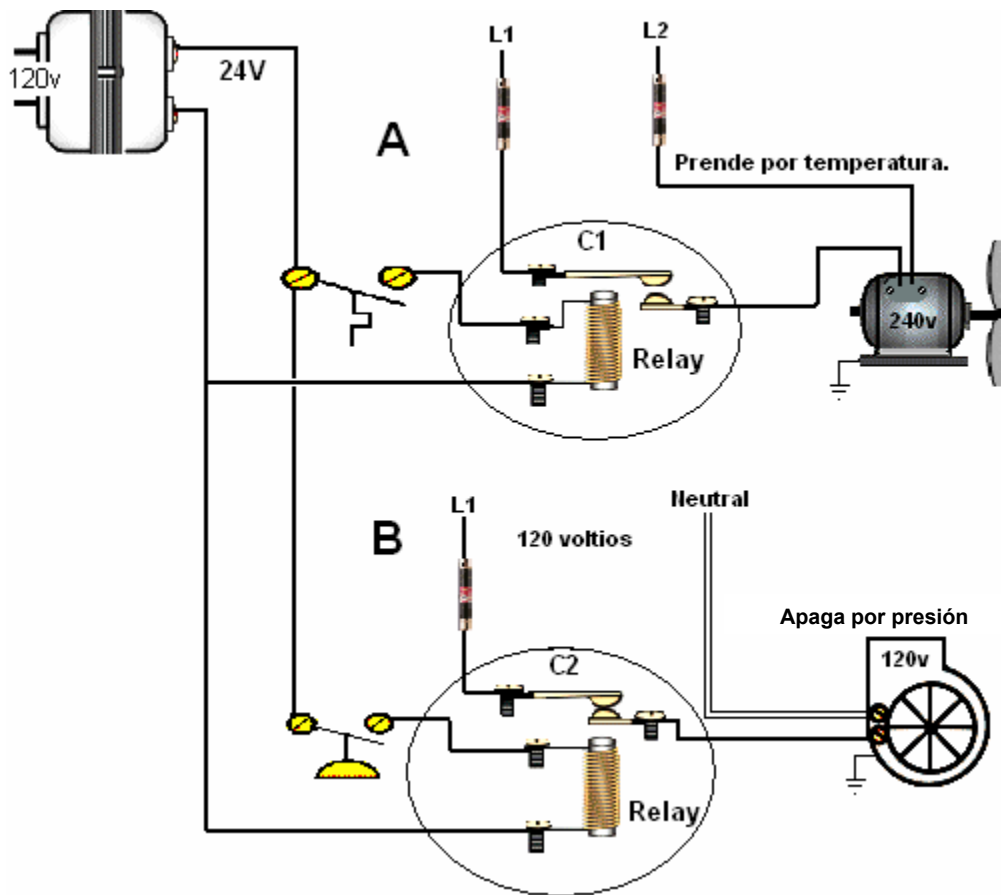 L1
L2
120v
24V
A
Prende por temperatura.
C1
240v
Relay
L1
Neutral
B
120 voltios
Apaga por presión
C2
120v
Relay